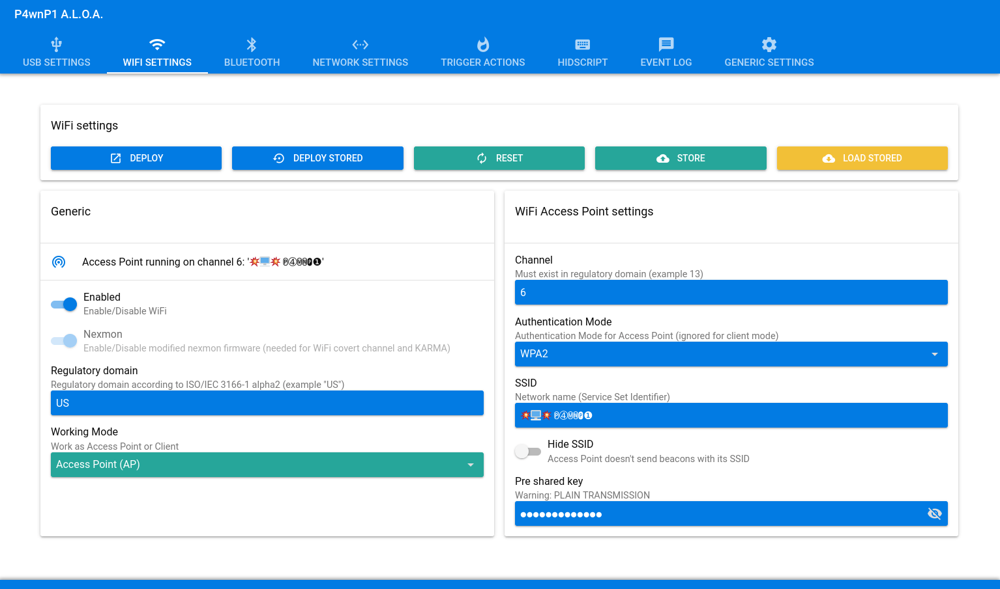 P4wnP1 A.L.O.A.
USB SETTINGS
WIFI SETTINGS
BLUETOOTH
NETWORK SETTINGS
TRIGGER ACTIONS
HIDSCRIPT
EVENT LOG
GENERIC SETTINGS
WiFi settings
DEPLOY
DEPLOY STORED
RESET
STORE
LOAD STORED
Generic
Access Point running on channel 6: '💥🖥💥 Ⓟ➃ⓌⓃ🅟❶'
Enabled
Enable/Disable WiFi
Nexmon
Enable/Disable modified nexmon firmware (needed for WiFi covert channel and KARMA)
Regulatory domain
Regulatory domain according to ISO/IEC 3166-1 alpha2 (example "US")
US
Working Mode
Work as Access Point or Client
Access Point (AP)
WiFi Access Point settings
Channel
Must exist in regulatory domain (example 13)
6
Authentication Mode
Authentication Mode for Access Point (ignored for client mode)
WPA2
SSID
Network name (Service Set Identifier)
💥🖥💥 Ⓟ➃ⓌⓃ🅟❶
Hide SSID
Access Point doesn't send beacons with its SSID
Pre shared key
Warning: PLAIN TRANSMISSION
●●●●●●●●●●●●●